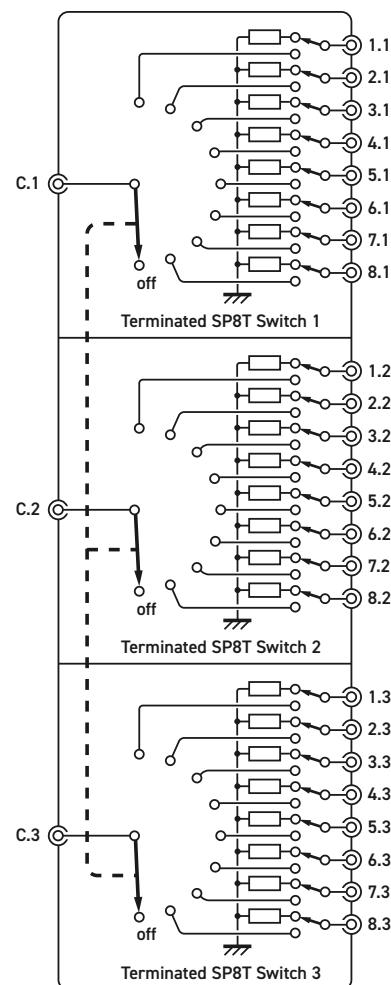 1.1
2.1
3.1
4.1
C.1
5.1
6.1
7.1
8.1
off
Terminated SP8T Switch 1
1.2
2.2
3.2
4.2
C.2
5.2
6.2
7.2
8.2
off
Terminated SP8T Switch 2
1.3
2.3
3.3
4.3
C.3
5.3
6.3
7.3
8.3
off
Terminated SP8T Switch 3